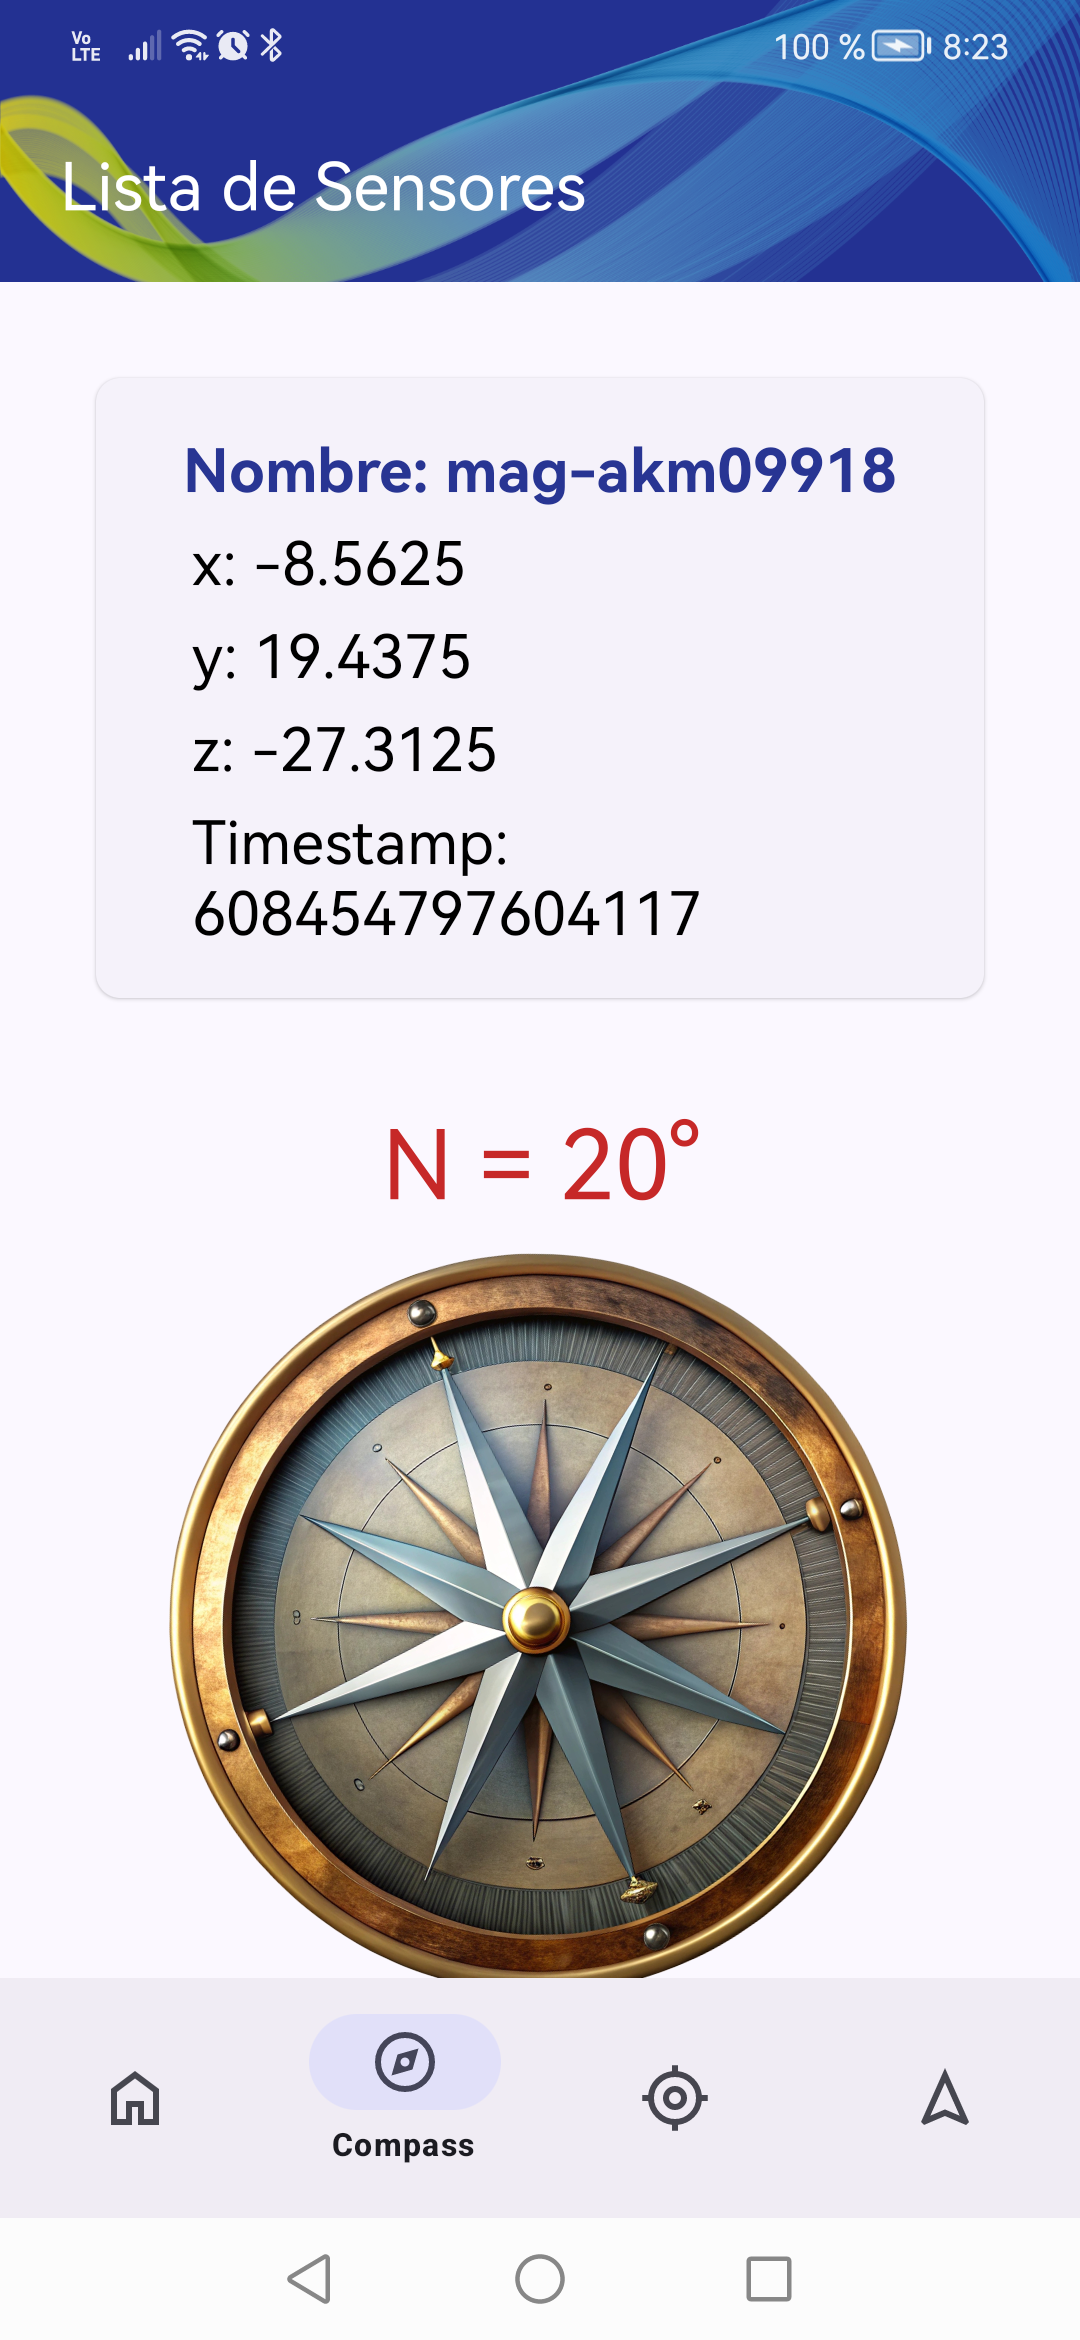 Vo
LTE
100 %
8:23
Lista de Sensores
Nombre: mag-akm09918
x: -8.5625
y: 19.4375
z: -27.3125
Timestamp:
608454797604117
N = 20°
Compass